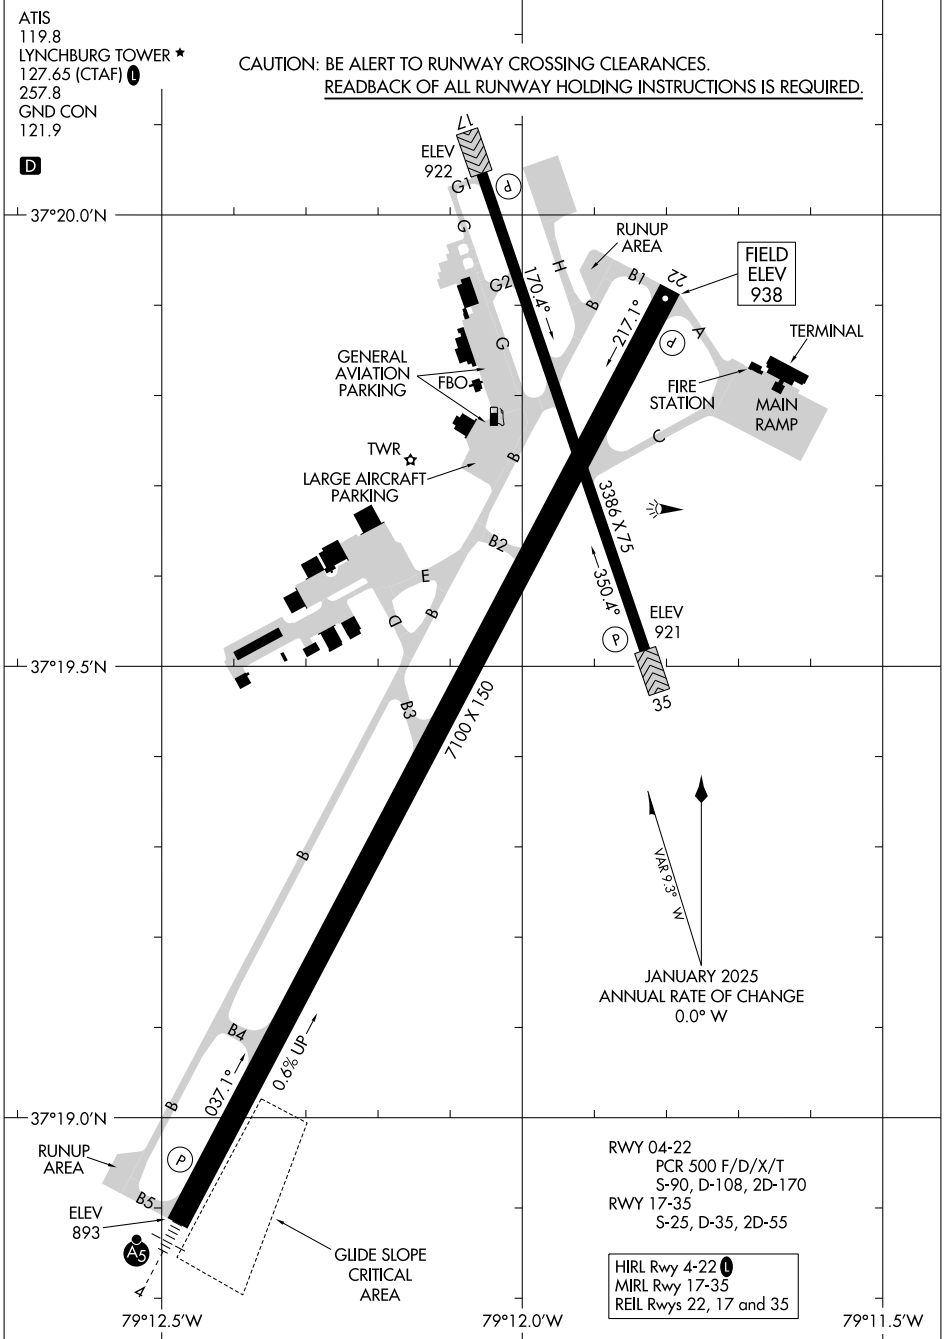 ATIS
119.8
LYNCHBURG TOWER ★
127.65 (CTAF) L
257.8
GND CON
121.9
D
CAUTION: BE ALERT TO RUNWAY CROSSING CLEARANCES.
READBACK OF ALL RUNWAY HOLDING INSTRUCTIONS IS REQUIRED.
17
ELEV
922
G1
P
37°20.0'N
G
RUNUP
AREA
H
B1
22
FIELD
ELEV
938
G2
170.4°
B
217.1°
A
P
TERMINAL
G
GENERAL
AVIATION
PARKING
FBO
FIRE
STATION
MAIN
RAMP
C
TWR
B
LARGE AIRCRAFT
PARKING
3386 X 75
B2
E
350.4°
D
B
ELEV
921
P
37°19.5'N
35
B3
7100 X 150
VAR 9.3° W
B
JANUARY 2025
ANNUAL RATE OF CHANGE
0.0° W
B4
0.6% UP
037.1°
B
37°19.0'N
RUNUP
AREA
P
B5
ELEV
893
A5
4
GLIDE SLOPE
CRITICAL
AREA
RWY 04-22
PCR 500 F/D/X/T
S-90, D-108, 2D-170
RWY 17-35
S-25, D-35, 2D-55
HIRL Rwy 4-22 L
MIRL Rwy 17-35
REIL Rwys 22, 17 and 35
79°12.5'W
79°12.0'W
79°11.5'W